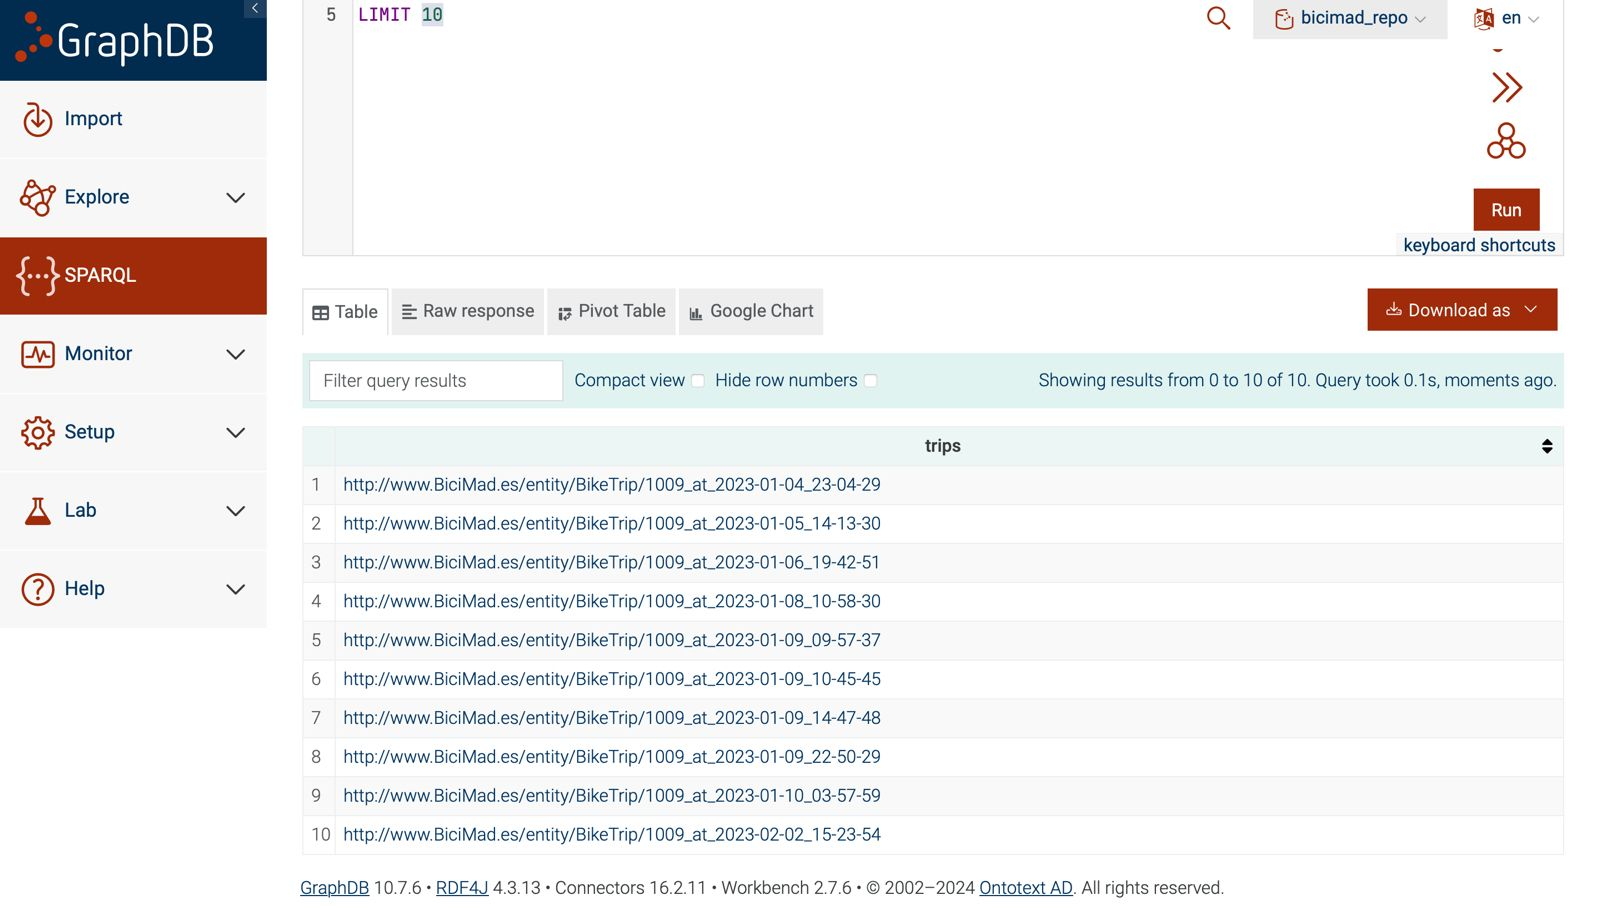 GraphDB
5 LIMIT 10
bicimad_repo
en
Import
Explore
SPARQL
Monitor
Setup
Lab
Help
Run
keyboard shortcuts
Table
Raw response
Pivot Table
Google Chart
Download as
Filter query results
Compact view
Hide row numbers
Showing results from 0 to 10 of 10. Query took 0.1s, moments ago.
trips
1 http://www.BiciMad.es/entity/BikeTrip/1009_at_2023-01-04_23-04-29
2 http://www.BiciMad.es/entity/BikeTrip/1009_at_2023-01-05_14-13-30
3 http://www.BiciMad.es/entity/BikeTrip/1009_at_2023-01-06_19-42-51
4 http://www.BiciMad.es/entity/BikeTrip/1009_at_2023-01-08_10-58-30
5 http://www.BiciMad.es/entity/BikeTrip/1009_at_2023-01-09_09-57-37
6 http://www.BiciMad.es/entity/BikeTrip/1009_at_2023-01-09_10-45-45
7 http://www.BiciMad.es/entity/BikeTrip/1009_at_2023-01-09_14-47-48
8 http://www.BiciMad.es/entity/BikeTrip/1009_at_2023-01-09_22-50-29
9 http://www.BiciMad.es/entity/BikeTrip/1009_at_2023-01-10_03-57-59
10 http://www.BiciMad.es/entity/BikeTrip/1009_at_2023-02-02_15-23-54
GraphDB 10.7.6 • RDF4J 4.3.13 • Connectors 16.2.11 • Workbench 2.7.6 • © 2002–2024 Ontotext AD. All rights reserved.